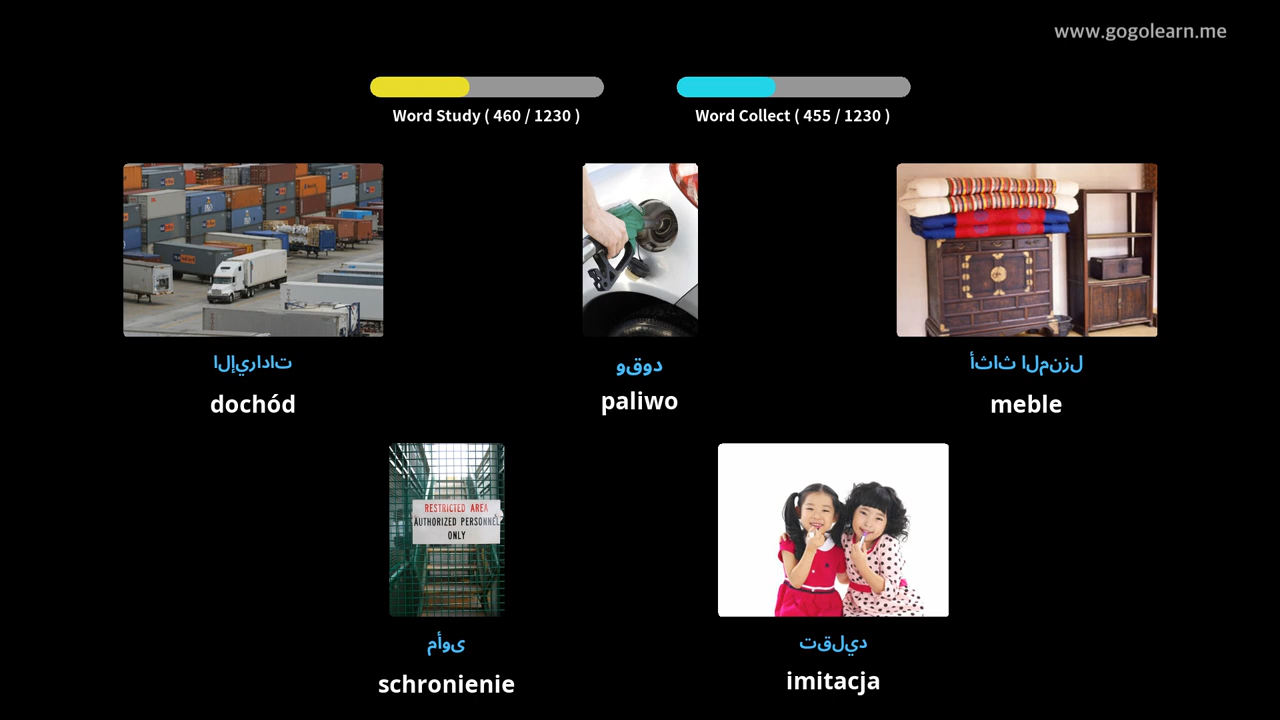 www.gogolearn.me
Word Study ( 460 / 1230 )
Word Collect ( 455 / 1230 )
الإيرادات
وقود
أثاث المنزل
dochód
paliwo
meble
RESTRICTED AREA
AUTHORIZED PERSONNEL
ONLY
مأوى
تقليد
schronienie
imitacja